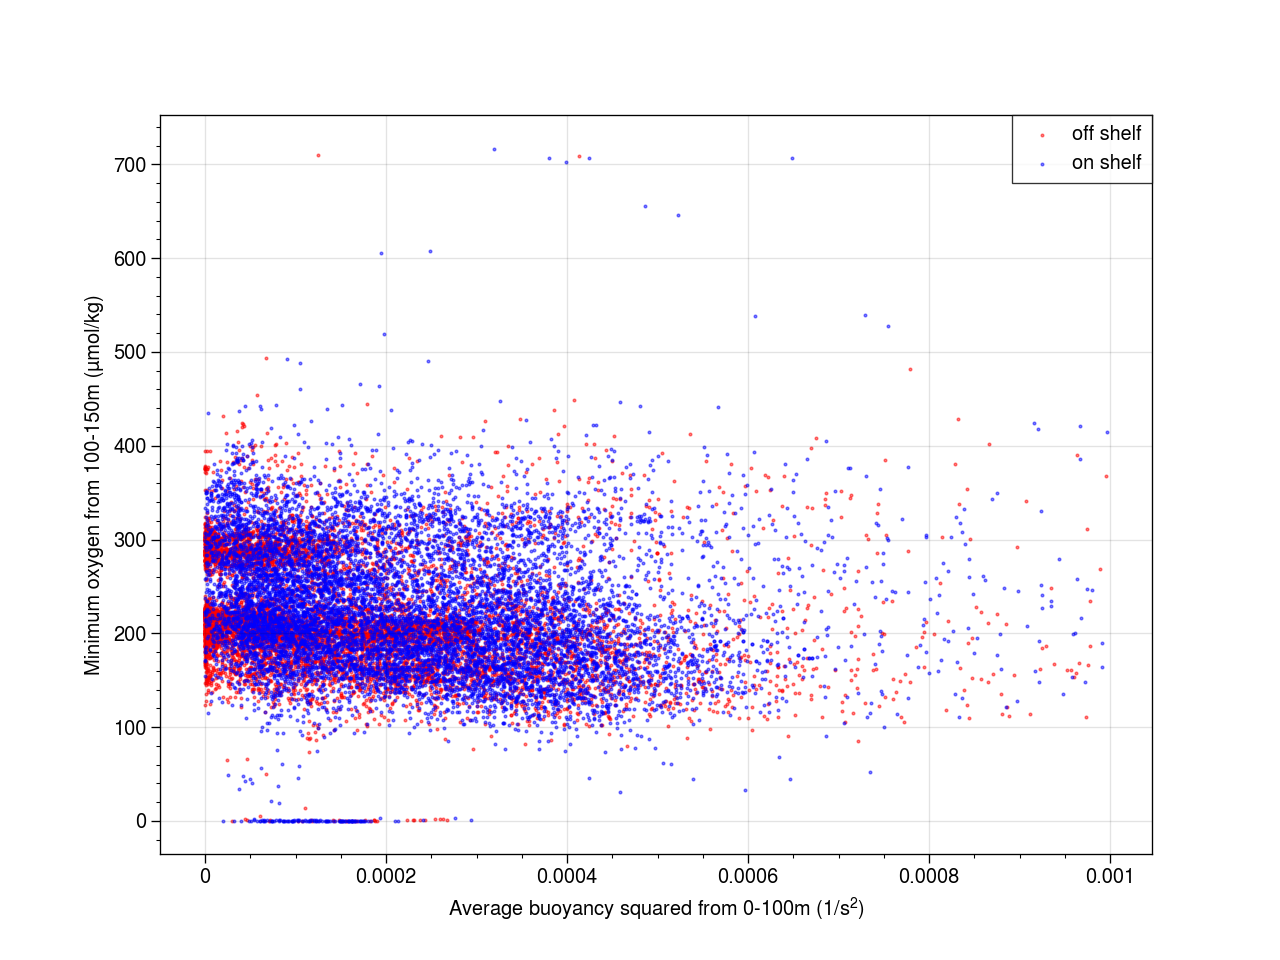 off shelf
on shelf
700
600
500
400
300
200
100
0
Minimum oxygen from 100-150m (µmol/kg)
0 0.0002 0.0004 0.0006 0.0008 0.001
Average buoyancy squared from 0-100m (1/s²)